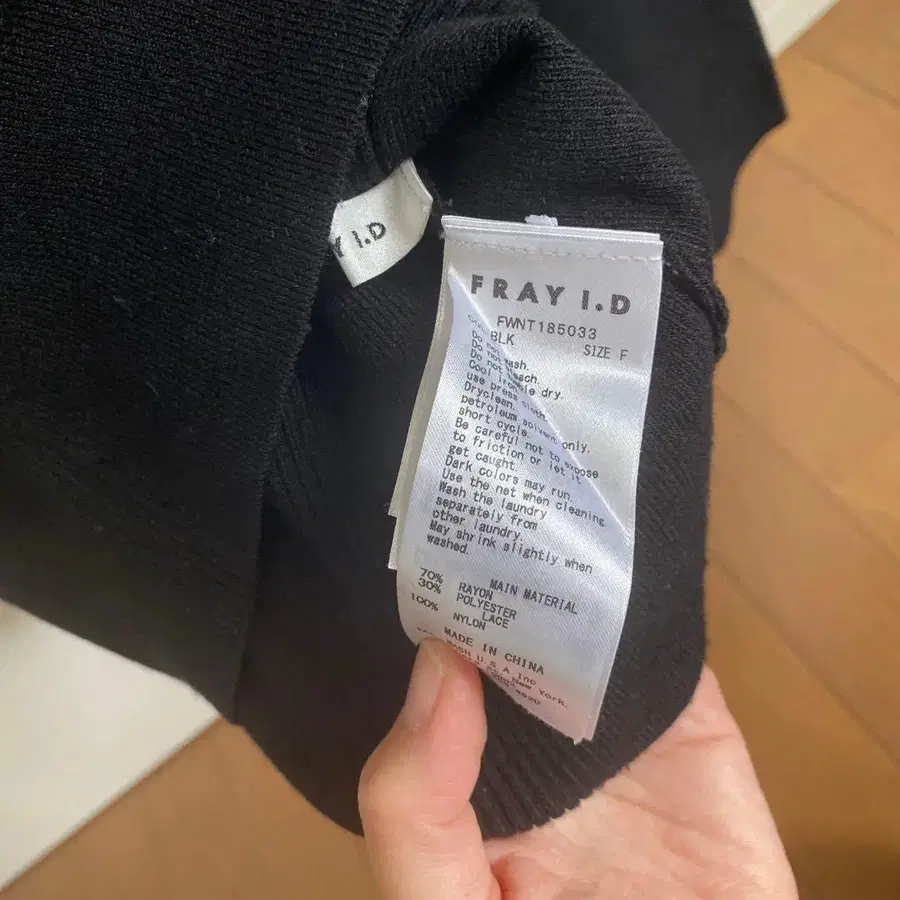 I.D
FRAY I.D
FWNT185033
BLK SIZE F
Do not wash.
Do not bleach.
Cool iron
dry.
use press cloth.
Dryclean.
petroleum solvent only,
short cycle.
Be careful not to expose
to friction or let it
get caught.
Dark colors may run.
Use the net when cleaning.
Wash the laundry
separately from
other laundry.
May shrink slightly when
washed.
MAIN MATERIAL
70% RAYON
30% POLYESTER
LACE
100% NYLON
MADE IN CHINA
U.S.A Inc
New York.